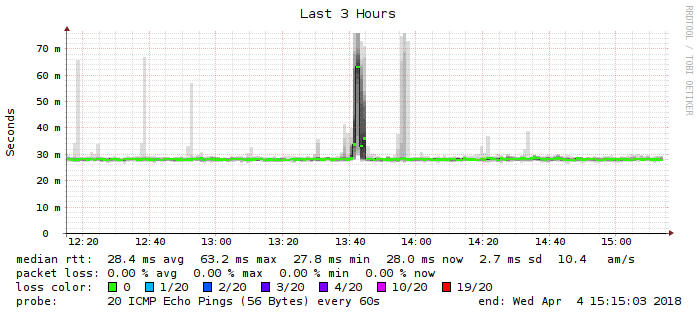 Last 3 Hours
RRDTOOL / TOBI OETIKER
Seconds
70 m
60 m
50 m
40 m
30 m
20 m
10 m
0
12:20 12:40 13:00 13:20 13:40 14:00 14:20 14:40 15:00
median rtt: 28.4 ms avg 63.2 ms max 27.8 ms min 28.0 ms now 2.7 ms sd 10.4 am/s
packet loss: 0.00 % avg 0.00 % max 0.00 % min 0.00 % now
loss color: 0 1/20 2/20 3/20 4/20 10/20 19/20
probe: 20 ICMP Echo Pings (56 Bytes) every 60s end: Wed Apr 4 15:15:03 2018